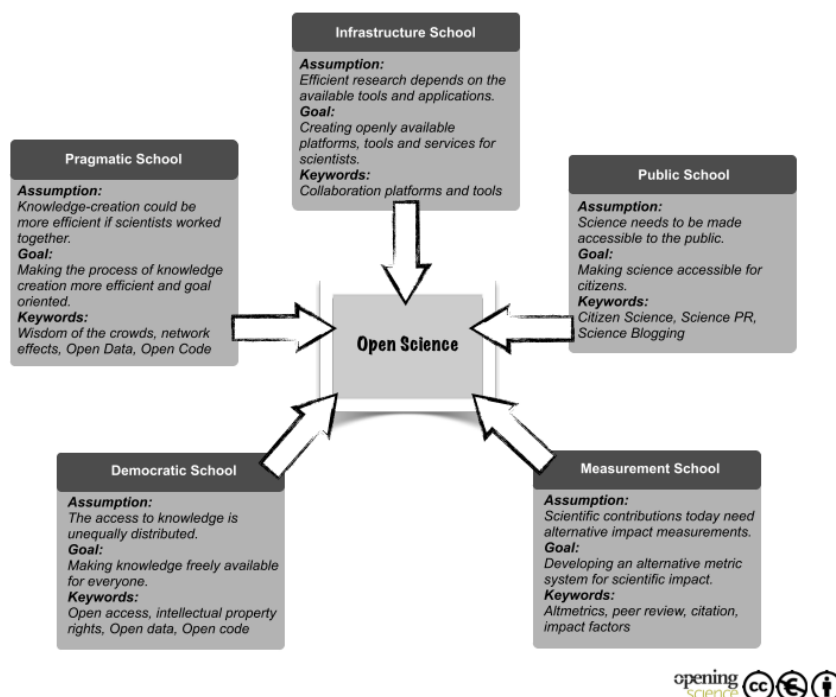 Infrastructure School
Assumption:
Efficient research depends on the
available tools and applications.
Goal:
Creating openly available
platforms, tools and services for
scientists.
Keywords:
Collaboration platforms and tools
Pragmatic School
Assumption:
Knowledge-creation could be
more efficient if scientists worked
together.
Goal:
Making the process of knowledge
creation more efficient and goal
oriented.
Keywords:
Wisdom of the crowds, network
effects, Open Data, Open Code
Public School
Assumption:
Science needs to be made
accessible to the public.
Goal:
Making science accessible for
citizens.
Keywords:
Citizen Science, Science PR,
Science Blogging
Open Science
Democratic School
Assumption:
The access to knowledge is
unequally distributed.
Goal:
Making knowledge freely available
for everyone.
Keywords:
Open access, intellectual property
rights, Open data, Open code
Measurement School
Assumption:
Scientific contributions today need
alternative impact measurements.
Goal:
Developing an alternative metric
system for scientific impact.
Keywords:
Altmetrics, peer review, citation,
impact factors
opening
science
cc